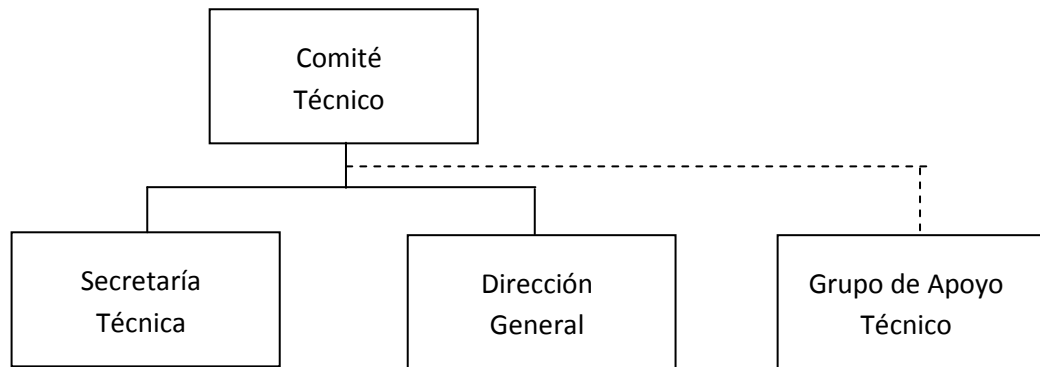 Comité
Técnico
Secretaría
Técnica
Dirección
General
Grupo de Apoyo
Técnico